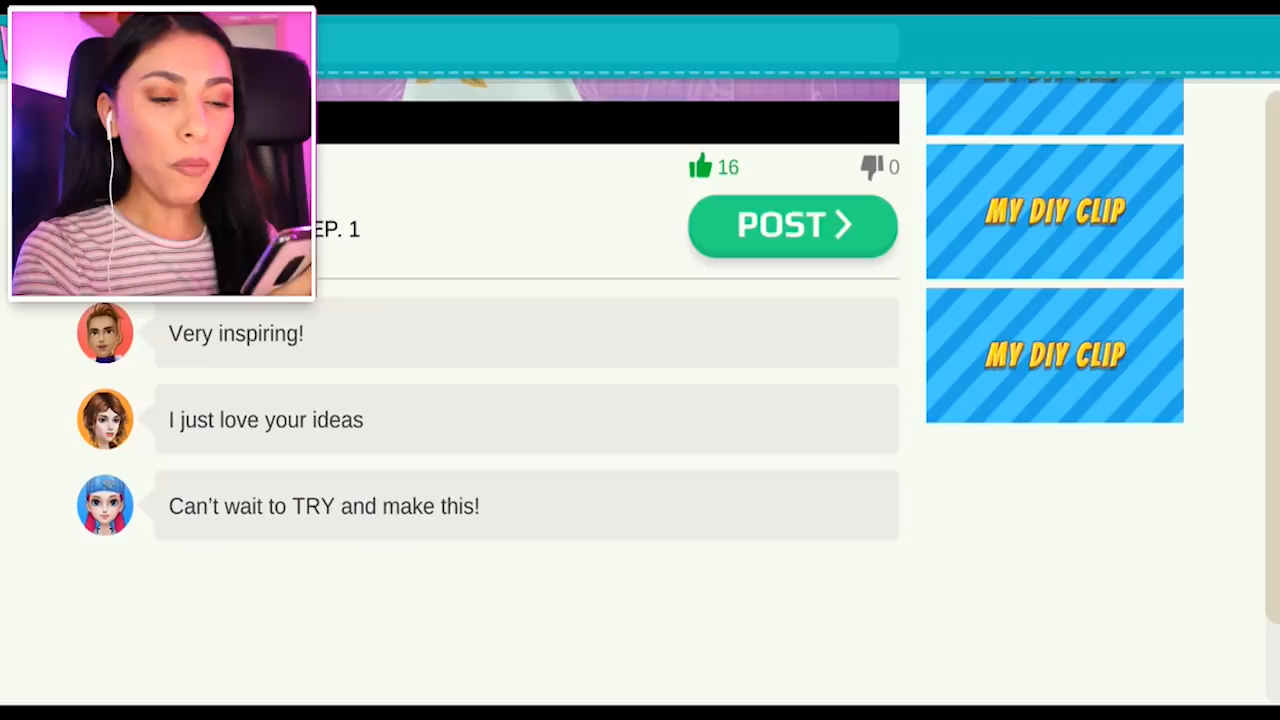 16
0
EP. 1
POST
Very inspiring!
I just love your ideas
Can't wait to TRY and make this!
MY DIY CLIP
MY DIY CLIP